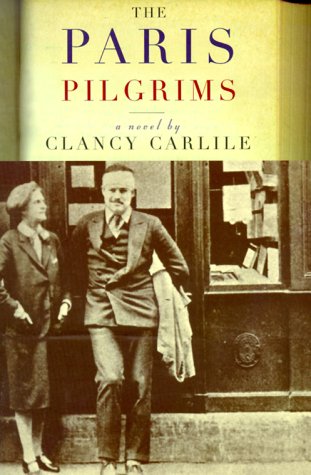 THE
PARIS
PILGRIMS
a novel by
CLANCY CARLILE